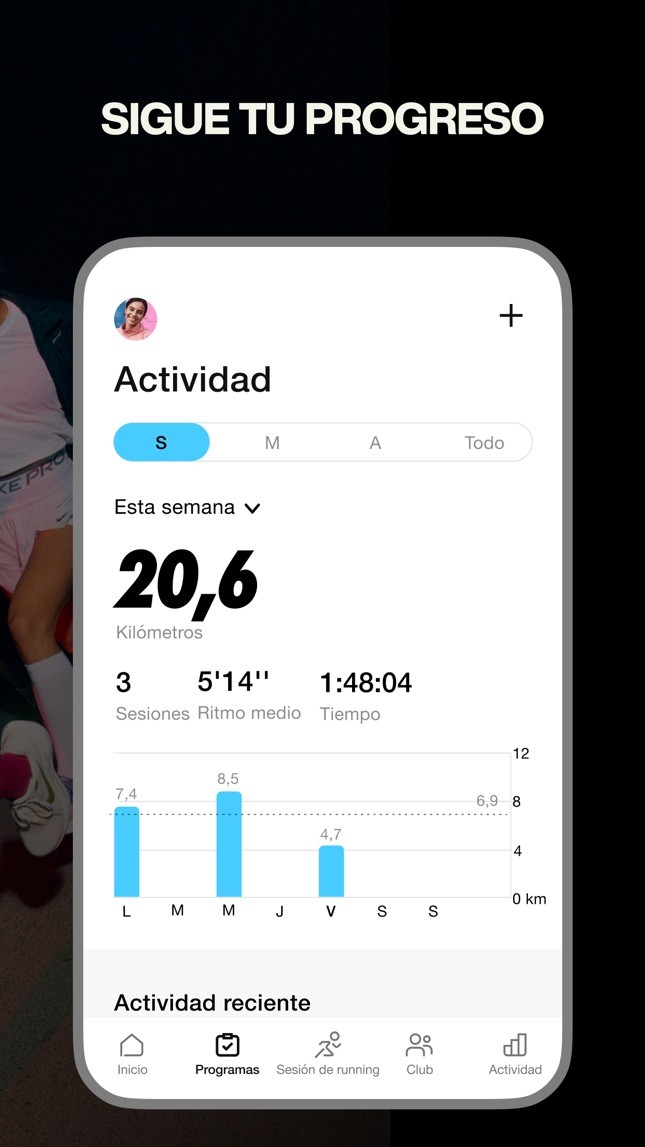 SIGUE TU PROGRESO
Actividad
S M A Todo
Esta semana
20,6
Kilómetros
3 5'14'' 1:48:04
Sesiones Ritmo medio Tiempo
12
8,5
7,4 6,9 8
4,7
4
0 km
L M M J V S S
Actividad reciente
Inicio Programas Sesión de running Club Actividad
KE PRO